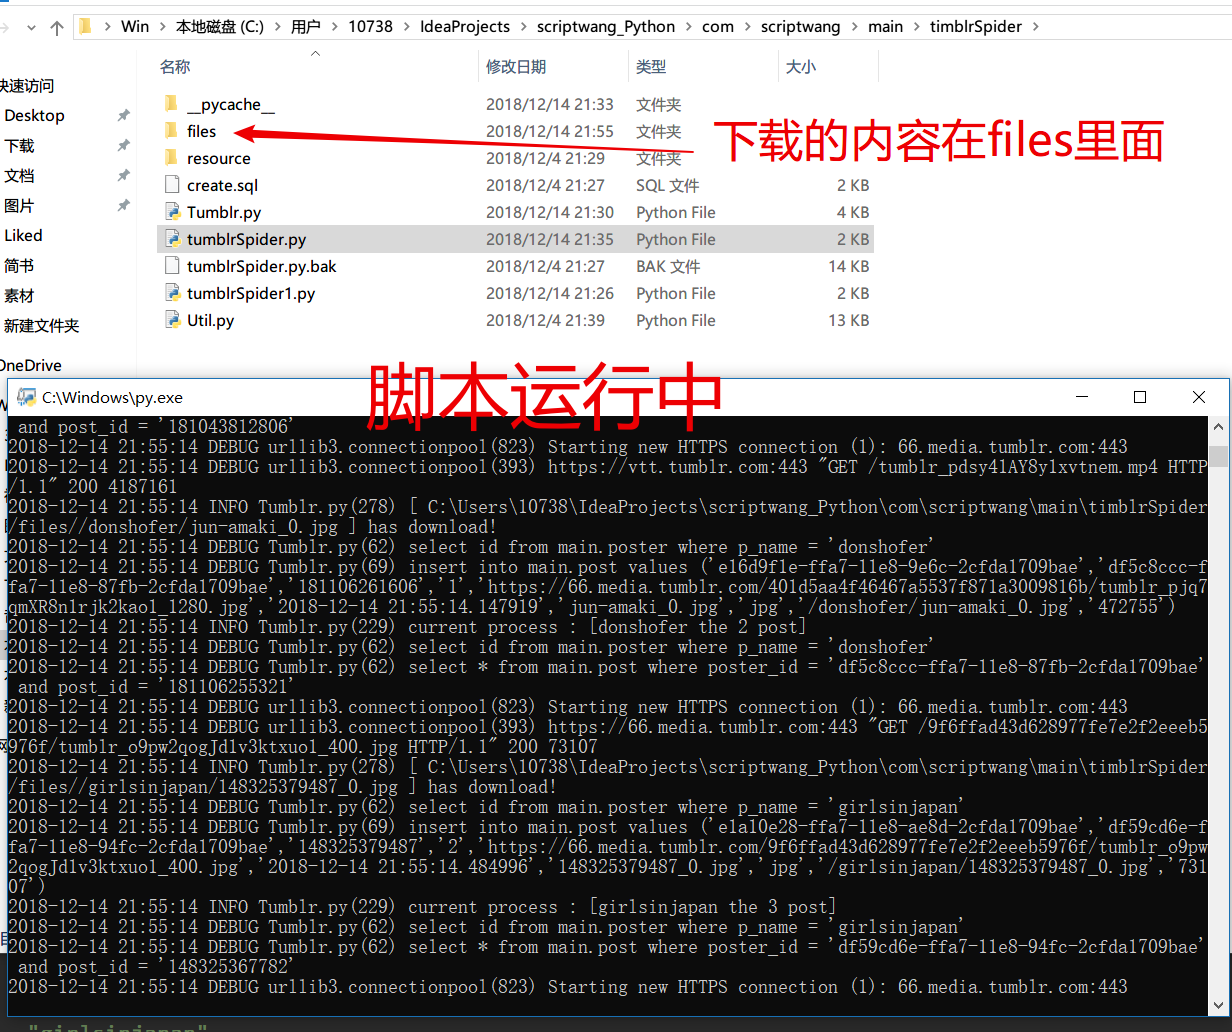 Win 本地磁盘 (C:) 用户 10738 IdeaProjects scriptwang_Python com scriptwang main timblrSpider
名称 修改日期 类型 大小
快速访问
Desktop
下载
文档
图片
Liked
简书
素材
新建文件夹
OneDrive
__pycache__ 2018/12/14 21:33 文件夹
files 2018/12/14 21:55 文件夹
下载的内容在files里面
resource 2018/12/4 21:29 文件夹
create.sql 2018/12/4 21:27 SQL 文件 2 KB
Tumblr.py 2018/12/14 21:30 Python File 4 KB
tumblrSpider.py 2018/12/14 21:35 Python File 2 KB
tumblrSpider.py.bak 2018/12/4 21:27 BAK 文件 14 KB
tumblrSpider1.py 2018/12/14 21:26 Python File 2 KB
Util.py 2018/12/4 21:39 Python File 13 KB
脚本运行中
C:\Windows\py.exe
and post_id = '181043812806'
2018-12-14 21:55:14 DEBUG urllib3.connectionpool(823) Starting new HTTPS connection (1): 66.media.tumblr.com:443
2018-12-14 21:55:14 DEBUG urllib3.connectionpool(393) https://vtt.tumblr.com:443 "GET /tumblr_pdsy41AY8y1xvtnem.mp4 HTTP
/1.1" 200 4187161
2018-12-14 21:55:14 INFO Tumblr.py(278) [ C:\Users\10738\IdeaProjects\scriptwang_Python\com\scriptwang\main\timblrSpider
/files//donshofer/jun-amaki_0.jpg ] has download!
2018-12-14 21:55:14 DEBUG Tumblr.py(62) select id from main.poster where p_name = 'donshofer'
2018-12-14 21:55:14 DEBUG Tumblr.py(69) insert into main.post values ('e16d9f1e-ffa7-11e8-9e6c-2cfda1709bae','df5c8ccc-f
fa7-11e8-87fb-2cfda1709bae','181106261606','1','https://66.media.tumblr.com/401d5aa4f46467a5537f871a3009816b/tumblr_pjq7
qmXR8n1rjk2kao1_1280.jpg','2018-12-14 21:55:14.147919','jun-amaki_0.jpg','jpg','/donshofer/jun-amaki_0.jpg','472755')
2018-12-14 21:55:14 INFO Tumblr.py(229) current process : [donshofer the 2 post]
2018-12-14 21:55:14 DEBUG Tumblr.py(62) select id from main.poster where p_name = 'donshofer'
2018-12-14 21:55:14 DEBUG Tumblr.py(62) select * from main.post where poster_id = 'df5c8ccc-ffa7-11e8-87fb-2cfda1709bae'
and post_id = '181106255321'
2018-12-14 21:55:14 DEBUG urllib3.connectionpool(823) Starting new HTTPS connection (1): 66.media.tumblr.com:443
2018-12-14 21:55:14 DEBUG urllib3.connectionpool(393) https://66.media.tumblr.com:443 "GET /9f6ffad43d628977fe7e2f2eeeb5
976f/tumblr_o9pw2qogJd1v3ktxuo1_400.jpg HTTP/1.1" 200 73107
2018-12-14 21:55:14 INFO Tumblr.py(278) [ C:\Users\10738\IdeaProjects\scriptwang_Python\com\scriptwang\main\timblrSpider
/files//girlsinjapan/148325379487_0.jpg ] has download!
2018-12-14 21:55:14 DEBUG Tumblr.py(62) select id from main.poster where p_name = 'girlsinjapan'
2018-12-14 21:55:14 DEBUG Tumblr.py(69) insert into main.post values ('e1a10e28-ffa7-11e8-ae8d-2cfda1709bae','df59cd6e-f
fa7-11e8-94fc-2cfda1709bae','148325379487','2','https://66.media.tumblr.com/9f6ffad43d628977fe7e2f2eeeb5976f/tumblr_o9pw
2qogJd1v3ktxuo1_400.jpg','2018-12-14 21:55:14.484996','148325379487_0.jpg','jpg','/girlsinjapan/148325379487_0.jpg','731
07')
2018-12-14 21:55:14 INFO Tumblr.py(229) current process : [girlsinjapan the 3 post]
2018-12-14 21:55:14 DEBUG Tumblr.py(62) select id from main.poster where p_name = 'girlsinjapan'
2018-12-14 21:55:14 DEBUG Tumblr.py(62) select * from main.post where poster_id = 'df59cd6e-ffa7-11e8-94fc-2cfda1709bae'
and post_id = '148325367782'
2018-12-14 21:55:14 DEBUG urllib3.connectionpool(823) Starting new HTTPS connection (1): 66.media.tumblr.com:443
"girlsinjapan"